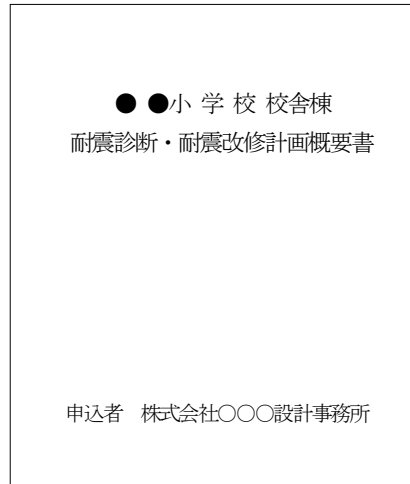 ● ●小 学 校 校舎棟
耐震診断・耐震改修計画概要書
申込者　株式会社○○○設計事務所